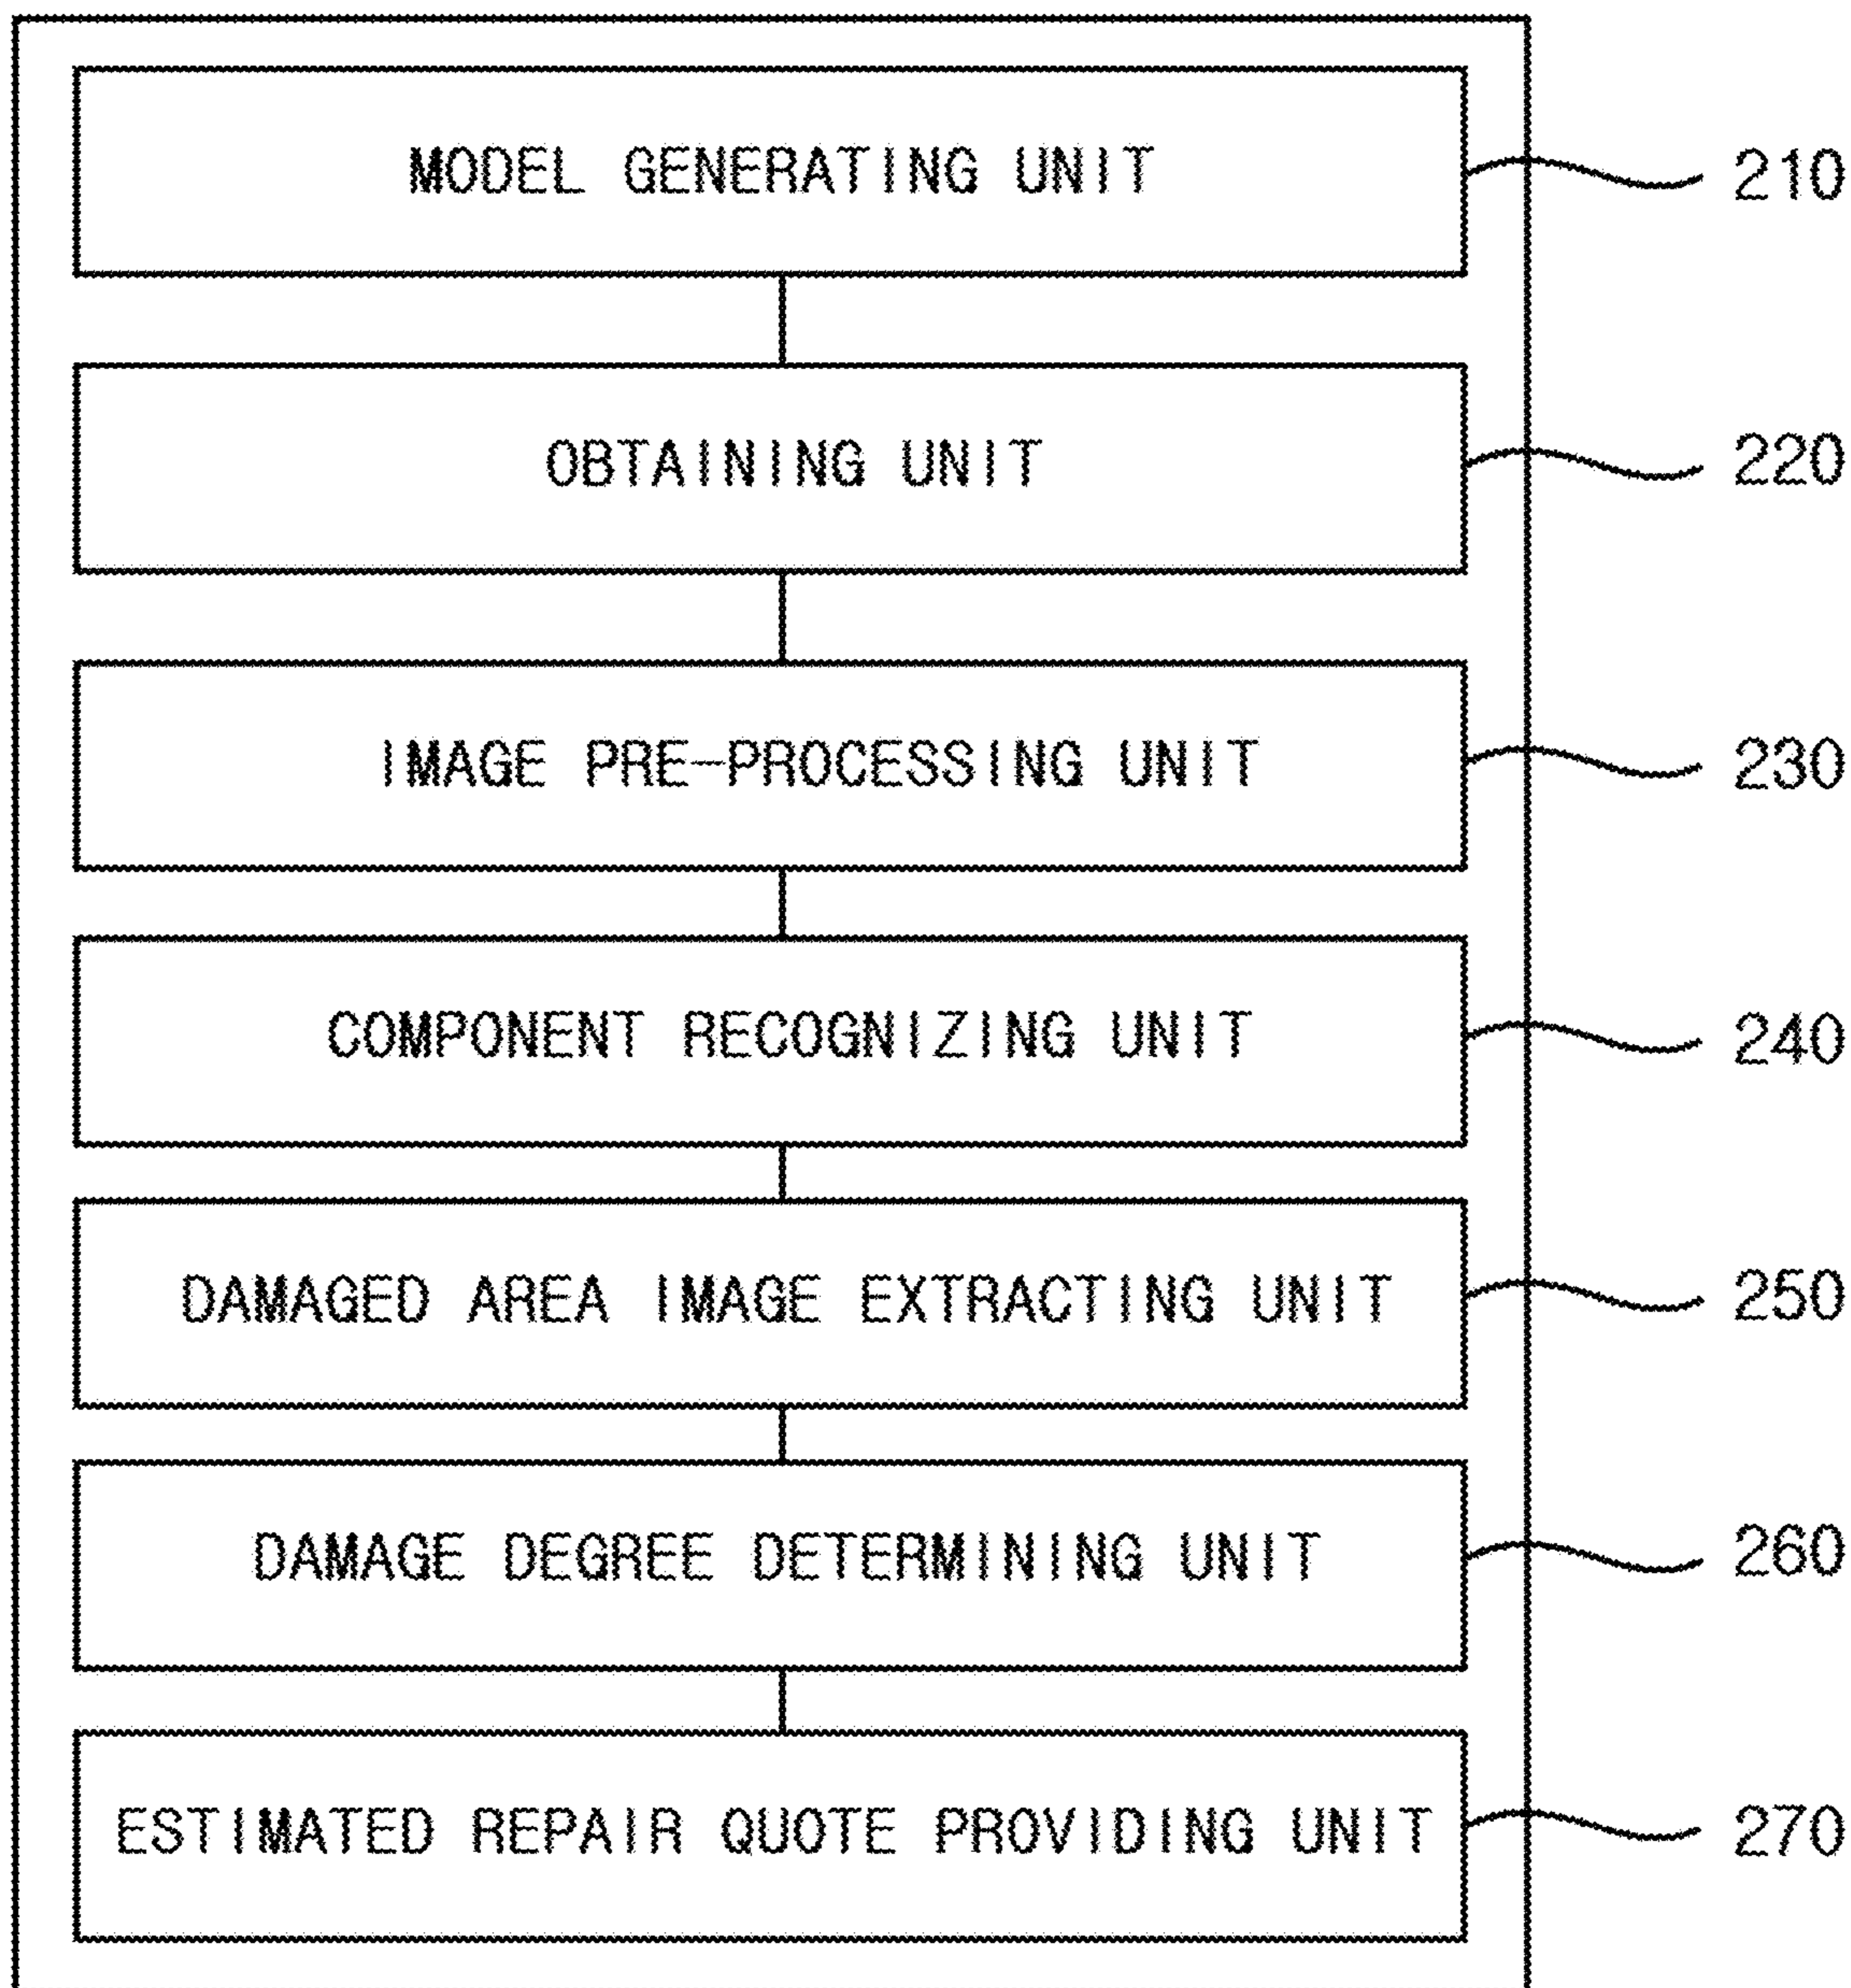 MODEL GENERATING UNIT 210
OBTAINING UNIT 220
IMAGE PRE-PROCESSING UNIT 230
COMPONENT RECOGNIZING UNIT 240
DAMAGED AREA IMAGE EXTRACTING UNIT 250
DAMAGE DEGREE DETERMINING UNIT 260
ESTIMATED REPAIR QUOTE PROVIDING UNIT 270